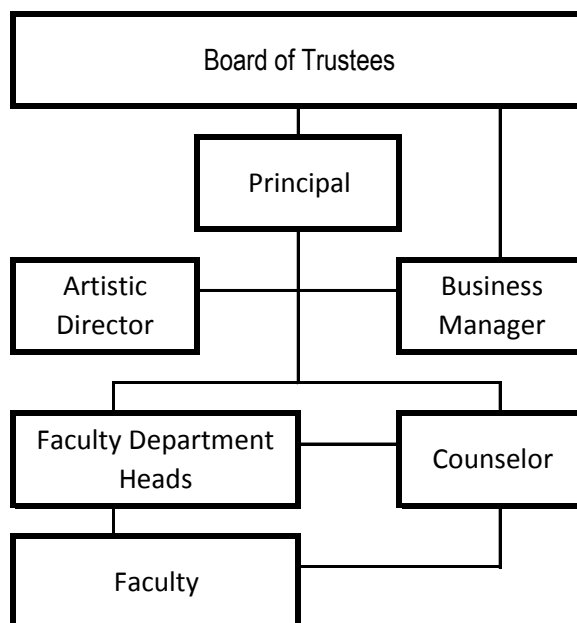 Board of Trustees
Principal
Artistic
Director
Business
Manager
Faculty Department
Heads
Counselor
Faculty